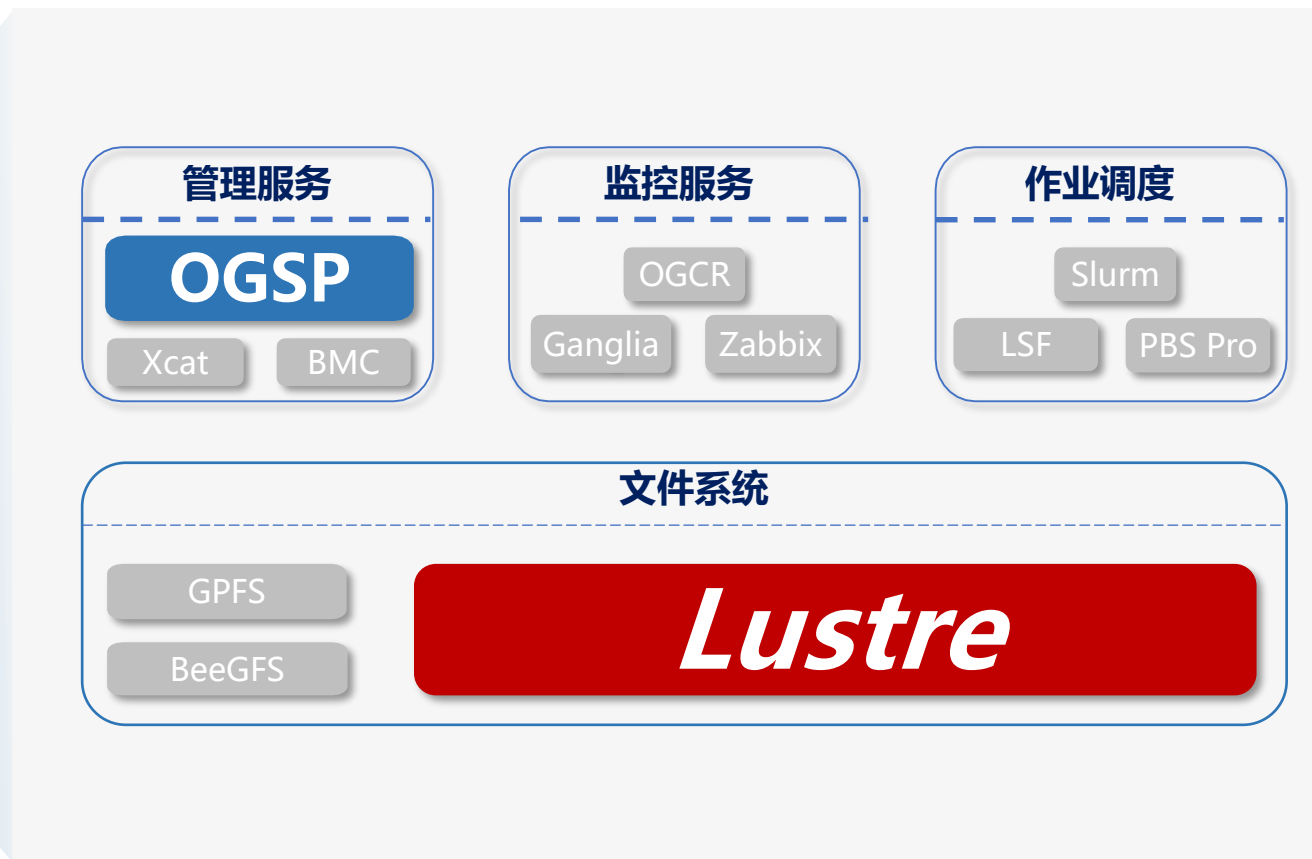 管理服务
OGSP
Xcat BMC
监控服务
OGCR
Ganglia Zabbix
作业调度
Slurm
LSF PBS Pro
文件系统
GPFS
BeeGFS
Lustre